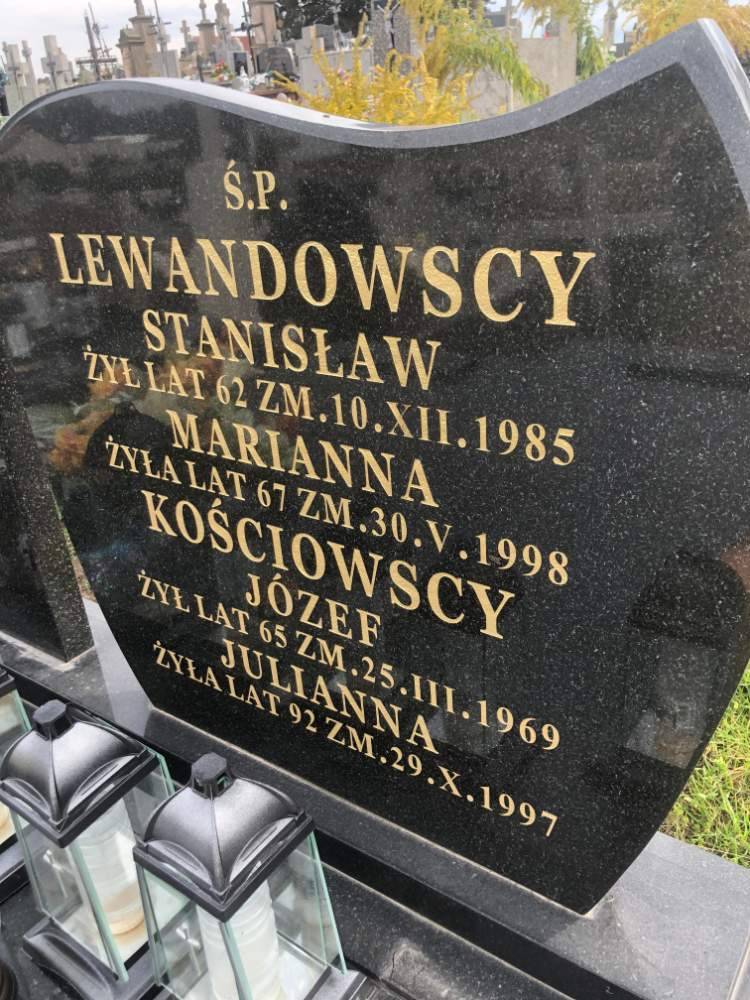 Ś.P.
LEWANDOWSCY
STANISŁAW
ŻYŁ LAT 62 ZM.10.XII.1985
MARIANNA
ŻYŁA LAT 67 ZM.30.V.1998
KOŚCIOWSCY
JÓZEF
ŻYŁ LAT 65 ZM.25.III.1969
JULIANNA
ŻYŁA LAT 92 ZM.29.X.1997